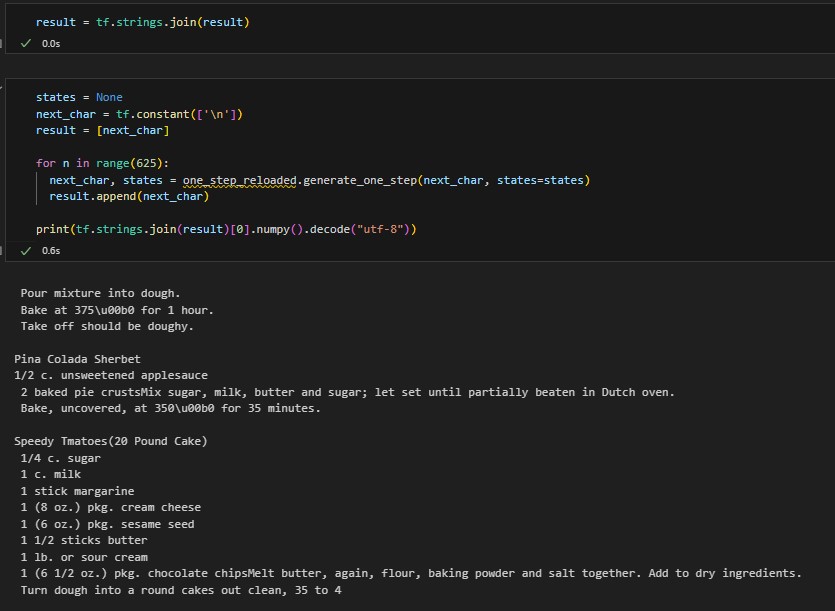 result = tf.strings.join(result)
0.0s
states = None
next_char = tf.constant(['\n'])
result = [next_char]
for n in range(625):
next_char, states = one_step_reloaded.generate_one_step(next_char, states=states)
result.append(next_char)
print(tf.strings.join(result)[0].numpy().decode("utf-8"))
0.6s
Pour mixture into dough.
Bake at 375\u00b0 for 1 hour.
Take off should be doughy.
Pina Colada Sherbet
1/2 c. unsweetened applesauce
2 baked pie crustsMix sugar, milk, butter and sugar; let set until partially beaten in Dutch oven.
Bake, uncovered, at 350\u00b0 for 35 minutes.
Speedy Tmatoes(20 Pound Cake)
1/4 c. sugar
1 c. milk
1 stick margarine
1 (8 oz.) pkg. cream cheese
1 (6 oz.) pkg. sesame seed
1 1/2 sticks butter
1 lb. or sour cream
1 (6 1/2 oz.) pkg. chocolate chipsMelt butter, again, flour, baking powder and salt together. Add to dry ingredients.
Turn dough into a round cakes out clean, 35 to 4